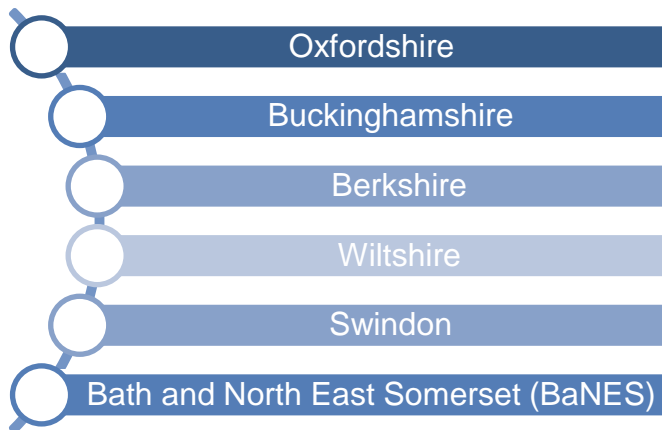 Oxfordshire
Buckinghamshire
Berkshire
Wiltshire
Swindon
Bath and North East Somerset (BaNES)